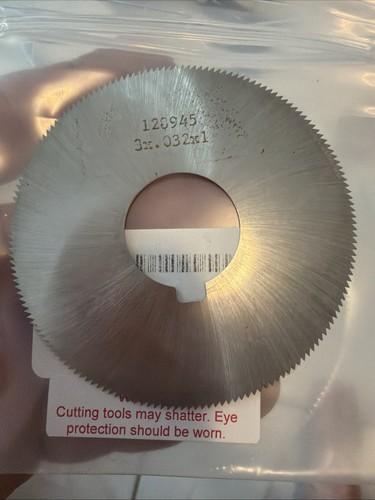 120945
3x.032x1
Cutting tools may shatter. Eye
protection should be worn.